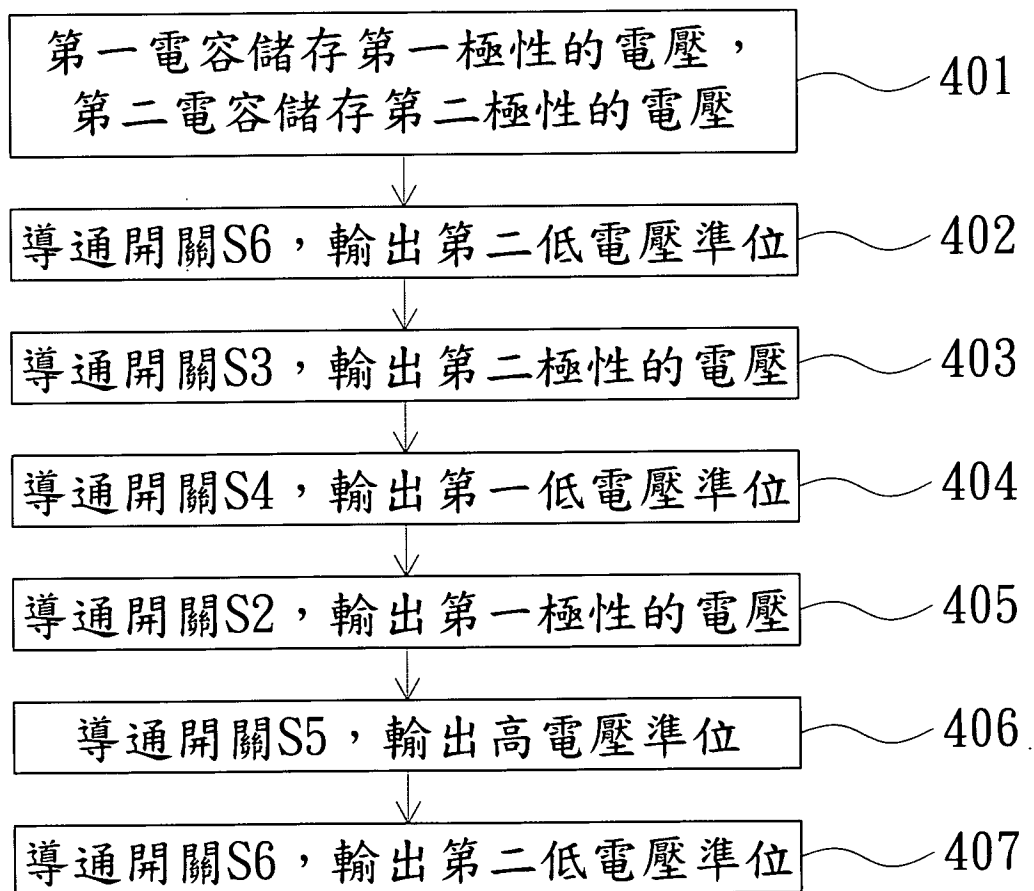 第一電容儲存第一極性的電壓，
第二電容儲存第二極性的電壓
401
導通開關S6，輸出第二低電壓準位
402
導通開關S3，輸出第二極性的電壓
403
導通開關S4，輸出第一低電壓準位
404
導通開關S2，輸出第一極性的電壓
405
導通開關S5，輸出高電壓準位
406
導通開關S6，輸出第二低電壓準位
407